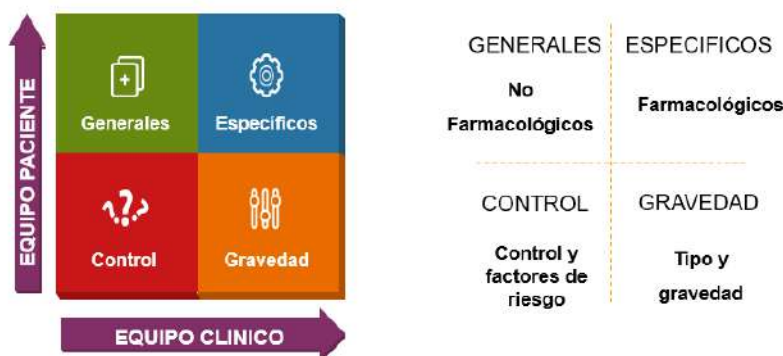 EQUIPO PACIENTE
Generales
Específicos
Control
Gravedad
EQUIPO CLINICO
GENERALES
ESPECIFICOS
No
Farmacológicos
Farmacológicos
CONTROL
GRAVEDAD
Control y
factores de
riesgo
Tipo y
gravedad